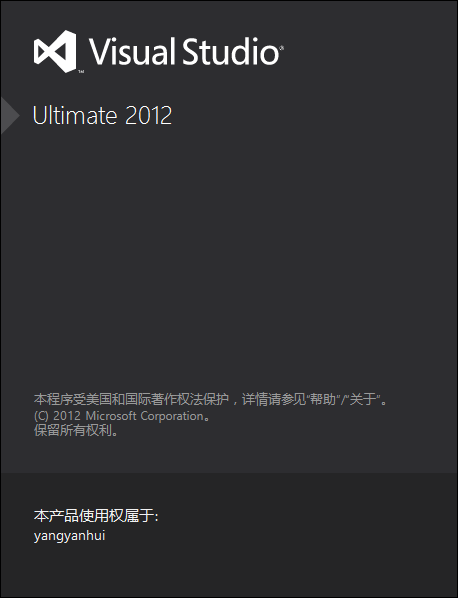 Visual Studio®
™
Ultimate 2012
本程序受美国和国际著作权法保护，详情请参见“帮助”/“关于”。
(C) 2012 Microsoft Corporation。
保留所有权利。
本产品使用权属于:
yangyanhui